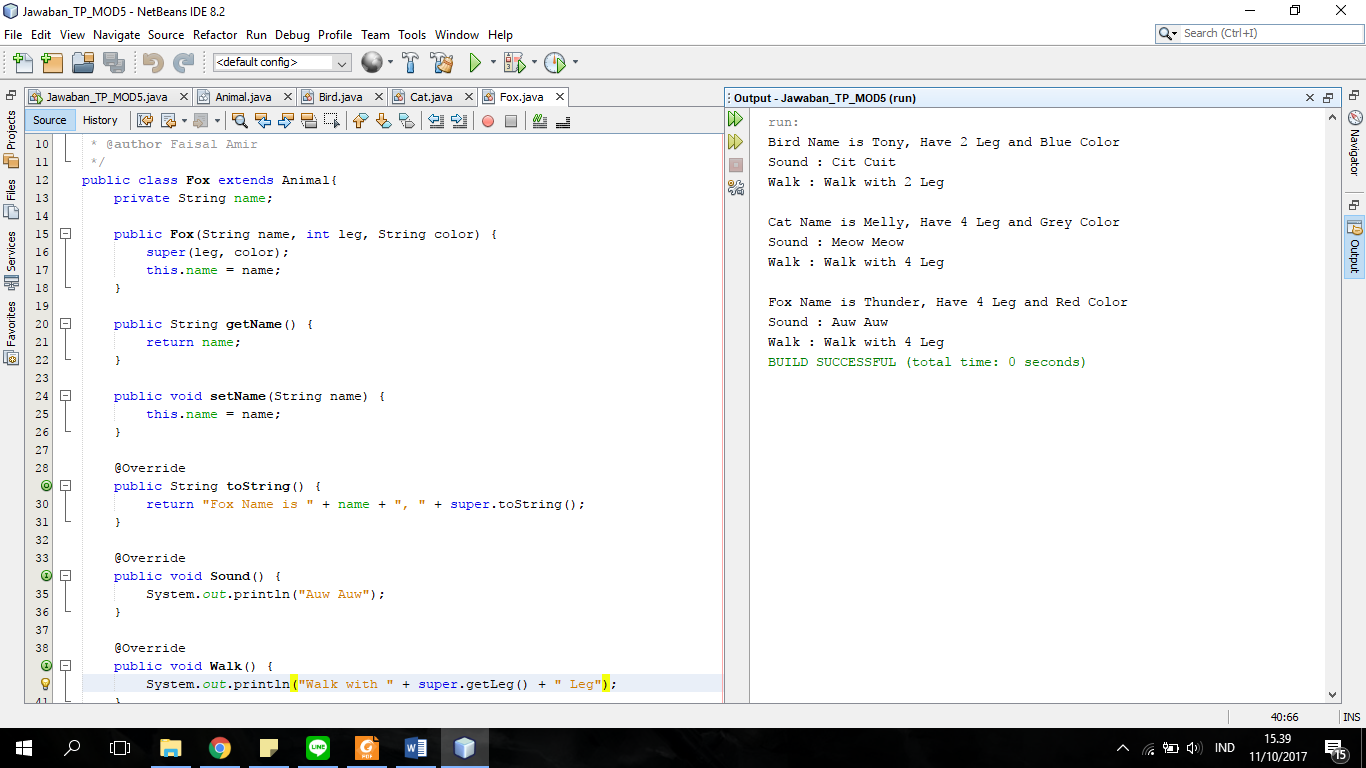 Jawaban_TP_MOD5 - NetBeans IDE 8.2
File Edit View Navigate Source Refactor Run Debug Profile Team Tools Window Help
Search (Ctrl+I)
<default config>
Jawaban_TP_MOD5.java Animal.java Bird.java Cat.java Fox.java
Source History
Projects
Files
Services
Favorites
10 * @author Faisal Amir
11 */
12 public class Fox extends Animal{
13 private String name;
14
15 public Fox(String name, int leg, String color) {
16 super(leg, color);
17 this.name = name;
18 }
19
20 public String getName() {
21 return name;
22 }
23
24 public void setName(String name) {
25 this.name = name;
26 }
27
28 @Override
public String toString() {
30 return "Fox Name is " + name + ", " + super.toString();
31 }
32
33 @Override
public void Sound() {
35 System.out.println("Auw Auw");
36 }
37
38 @Override
public void Walk() {
System.out.println("Walk with " + super.getLeg() + " Leg");
41 }
Output - Jawaban_TP_MOD5 (run)
run:
Bird Name is Tony, Have 2 Leg and Blue Color
Sound : Cit Cuit
Walk : Walk with 2 Leg
Cat Name is Melly, Have 4 Leg and Grey Color
Sound : Meow Meow
Walk : Walk with 4 Leg
Fox Name is Thunder, Have 4 Leg and Red Color
Sound : Auw Auw
Walk : Walk with 4 Leg
BUILD SUCCESSFUL (total time: 0 seconds)
Navigator
Output
40:66 INS
LINE
PDF
IND
15.39
11/10/2017
15